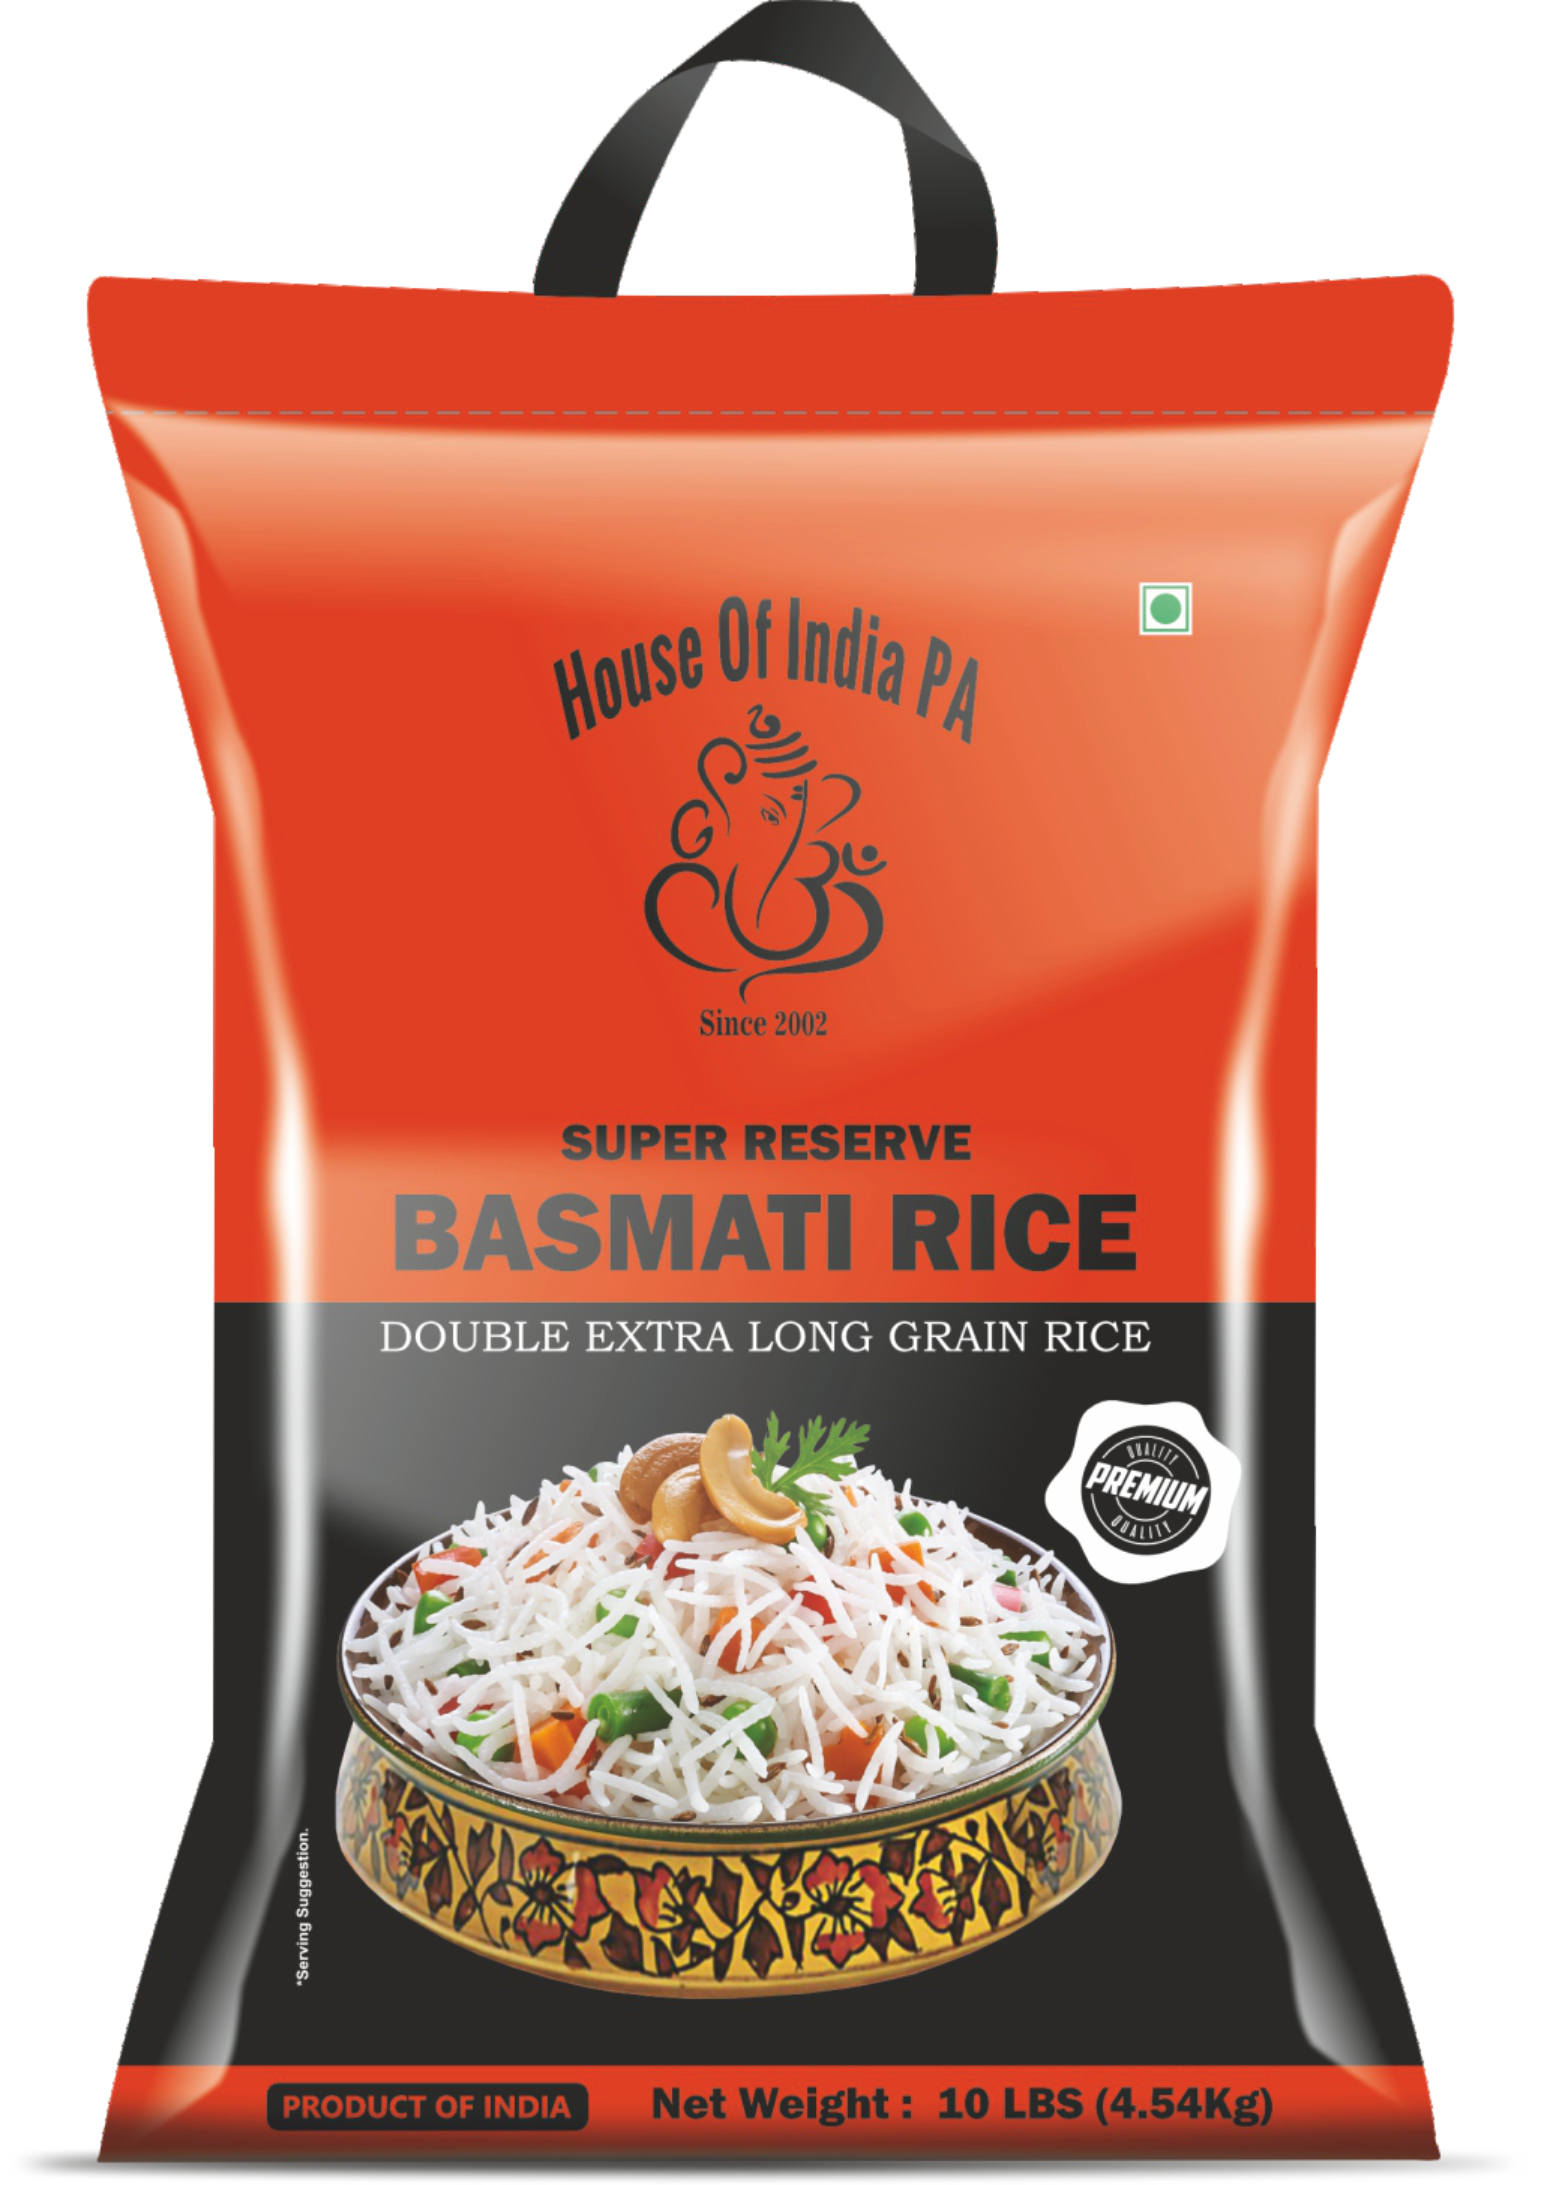 House Of India PA
Since 2002
SUPER RESERVE
BASMATI RICE
DOUBLE EXTRA LONG GRAIN RICE
QUALITY
PREMIUM
QUALITY
*Serving Suggestion.
PRODUCT OF INDIA
Net Weight : 10 LBS (4.54Kg)